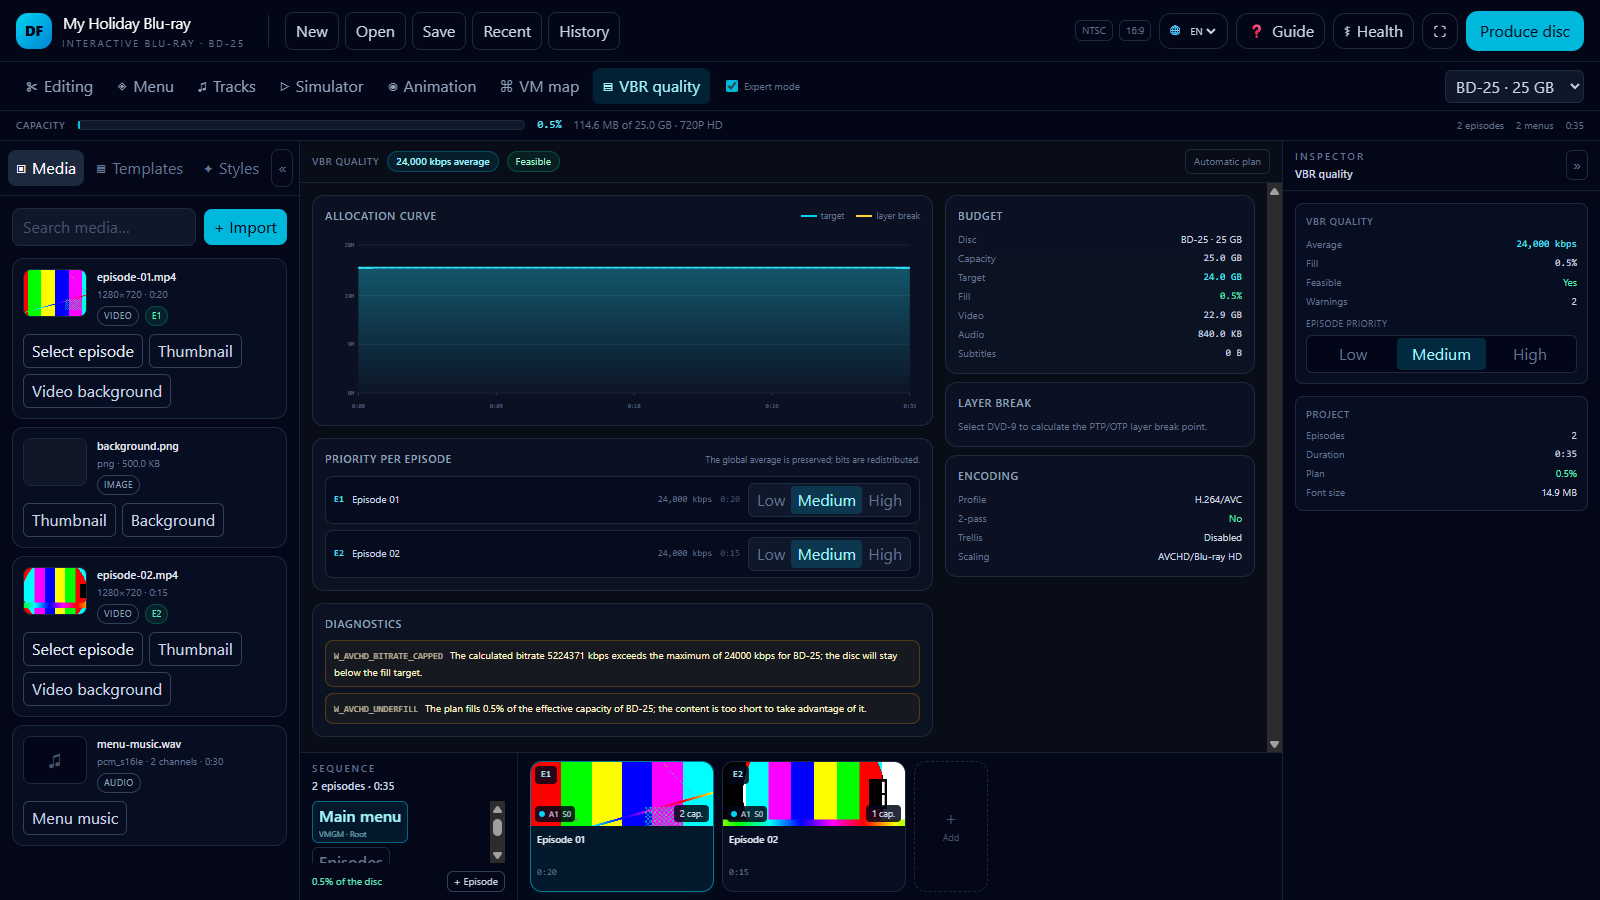 DF
My Holiday Blu-ray
INTERACTIVE BLU-RAY · BD-25
New
Open
Save
Recent
History
NTSC
16:9
EN
Guide
Health
Produce disc
Editing
Menu
Tracks
Simulator
Animation
VM map
VBR quality
Expert mode
BD-25 · 25 GB
CAPACITY
0.5%
114.6 MB of 25.0 GB · 720P HD
2 episodes
2 menus
0:35
Media
Templates
Styles
«
Search media...
+ Import
episode-01.mp4
1280×720 · 0:20
VIDEO
E1
Select episode
Thumbnail
Video background
background.png
png · 500.0 KB
IMAGE
Thumbnail
Background
episode-02.mp4
1280×720 · 0:15
VIDEO
E2
Select episode
Thumbnail
Video background
menu-music.wav
pcm_s16le · 2 channels · 0:30
AUDIO
Menu music
VBR QUALITY
24,000 kbps average
Feasible
Automatic plan
ALLOCATION CURVE
target
layer break
0:00
0:09
0:18
0:26
0:35
PRIORITY PER EPISODE
The global average is preserved; bits are redistributed.
E1 Episode 01
24,000 kbps 0:20
Low
Medium
High
E2 Episode 02
24,000 kbps 0:15
Low
Medium
High
DIAGNOSTICS
W_AVCHD_BITRATE_CAPPED The calculated bitrate 5224371 kbps exceeds the maximum of 24000 kbps for BD-25; the disc will stay
below the fill target.
W_AVCHD_UNDERFILL The plan fills 0.5% of the effective capacity of BD-25; the content is too short to take advantage of it.
BUDGET
Disc BD-25 · 25 GB
Capacity 25.0 GB
Target 24.0 GB
Fill 0.5%
Video 22.9 GB
Audio 840.0 KB
Subtitles 0 B
LAYER BREAK
Select DVD-9 to calculate the PTP/OTP layer break point.
ENCODING
Profile H.264/AVC
2-pass No
Trellis Disabled
Scaling AVCHD/Blu-ray HD
SEQUENCE
2 episodes · 0:35
Main menu
VMGM · Root
Episodes
0.5% of the disc
+ Episode
E1
A1 S0
2 cap.
Episode 01
0:20
E2
A1 S0
1 cap.
Episode 02
0:15
+
Add
INSPECTOR
VBR quality
»
VBR QUALITY
Average 24,000 kbps
Fill 0.5%
Feasible Yes
Warnings 2
EPISODE PRIORITY
Low
Medium
High
PROJECT
Episodes 2
Duration 0:35
Plan 0.5%
Font size 14.9 MB